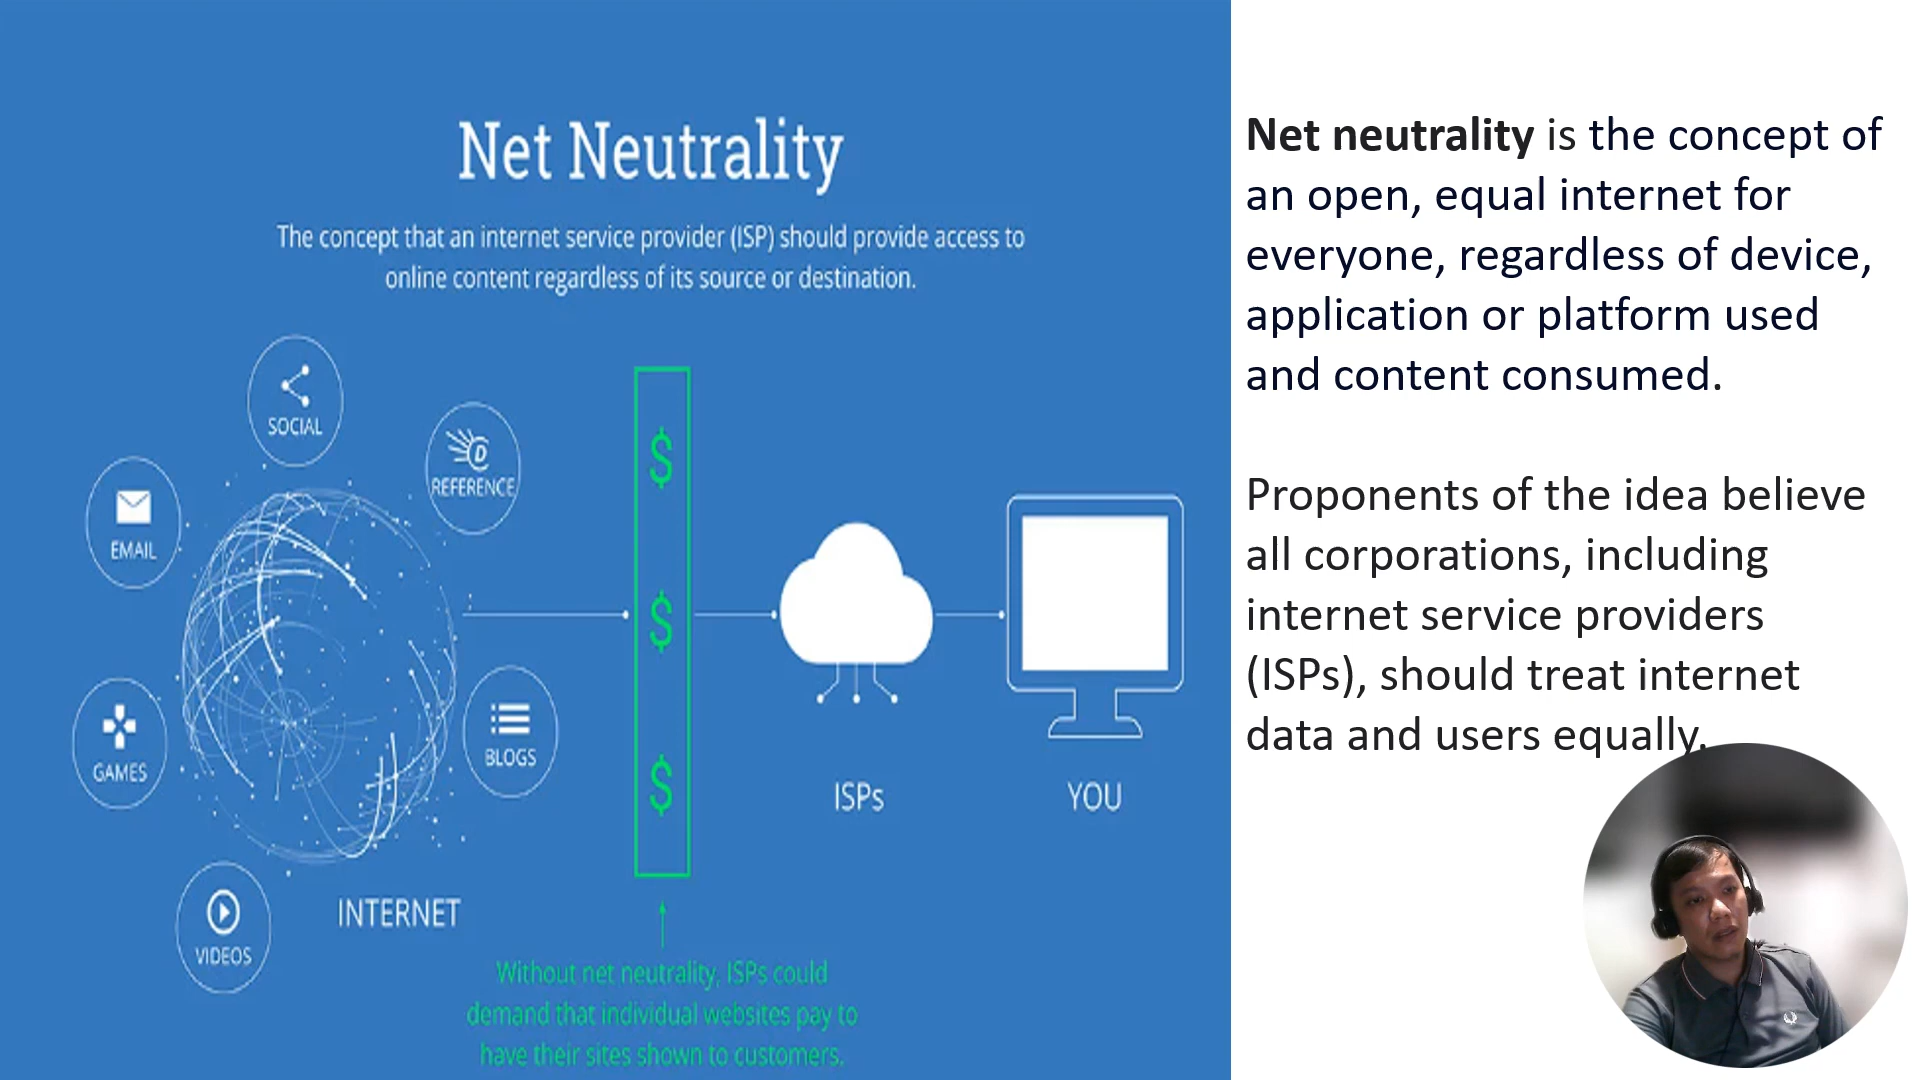 Net Neutrality
The concept that an internet service provider (ISP) should provide access to
online content regardless of its source or destination.
SOCIAL
REFERENCE
EMAIL
GAMES
BLOGS
VIDEOS
INTERNET
$
$
$
ISPs
YOU
Without net neutrality, ISPs could
demand that individual websites pay to
have their sites shown to customers.
Net neutrality is the concept of
an open, equal internet for
everyone, regardless of device,
application or platform used
and content consumed.
Proponents of the idea believe
all corporations, including
internet service providers
(ISPs), should treat internet
data and users equally.